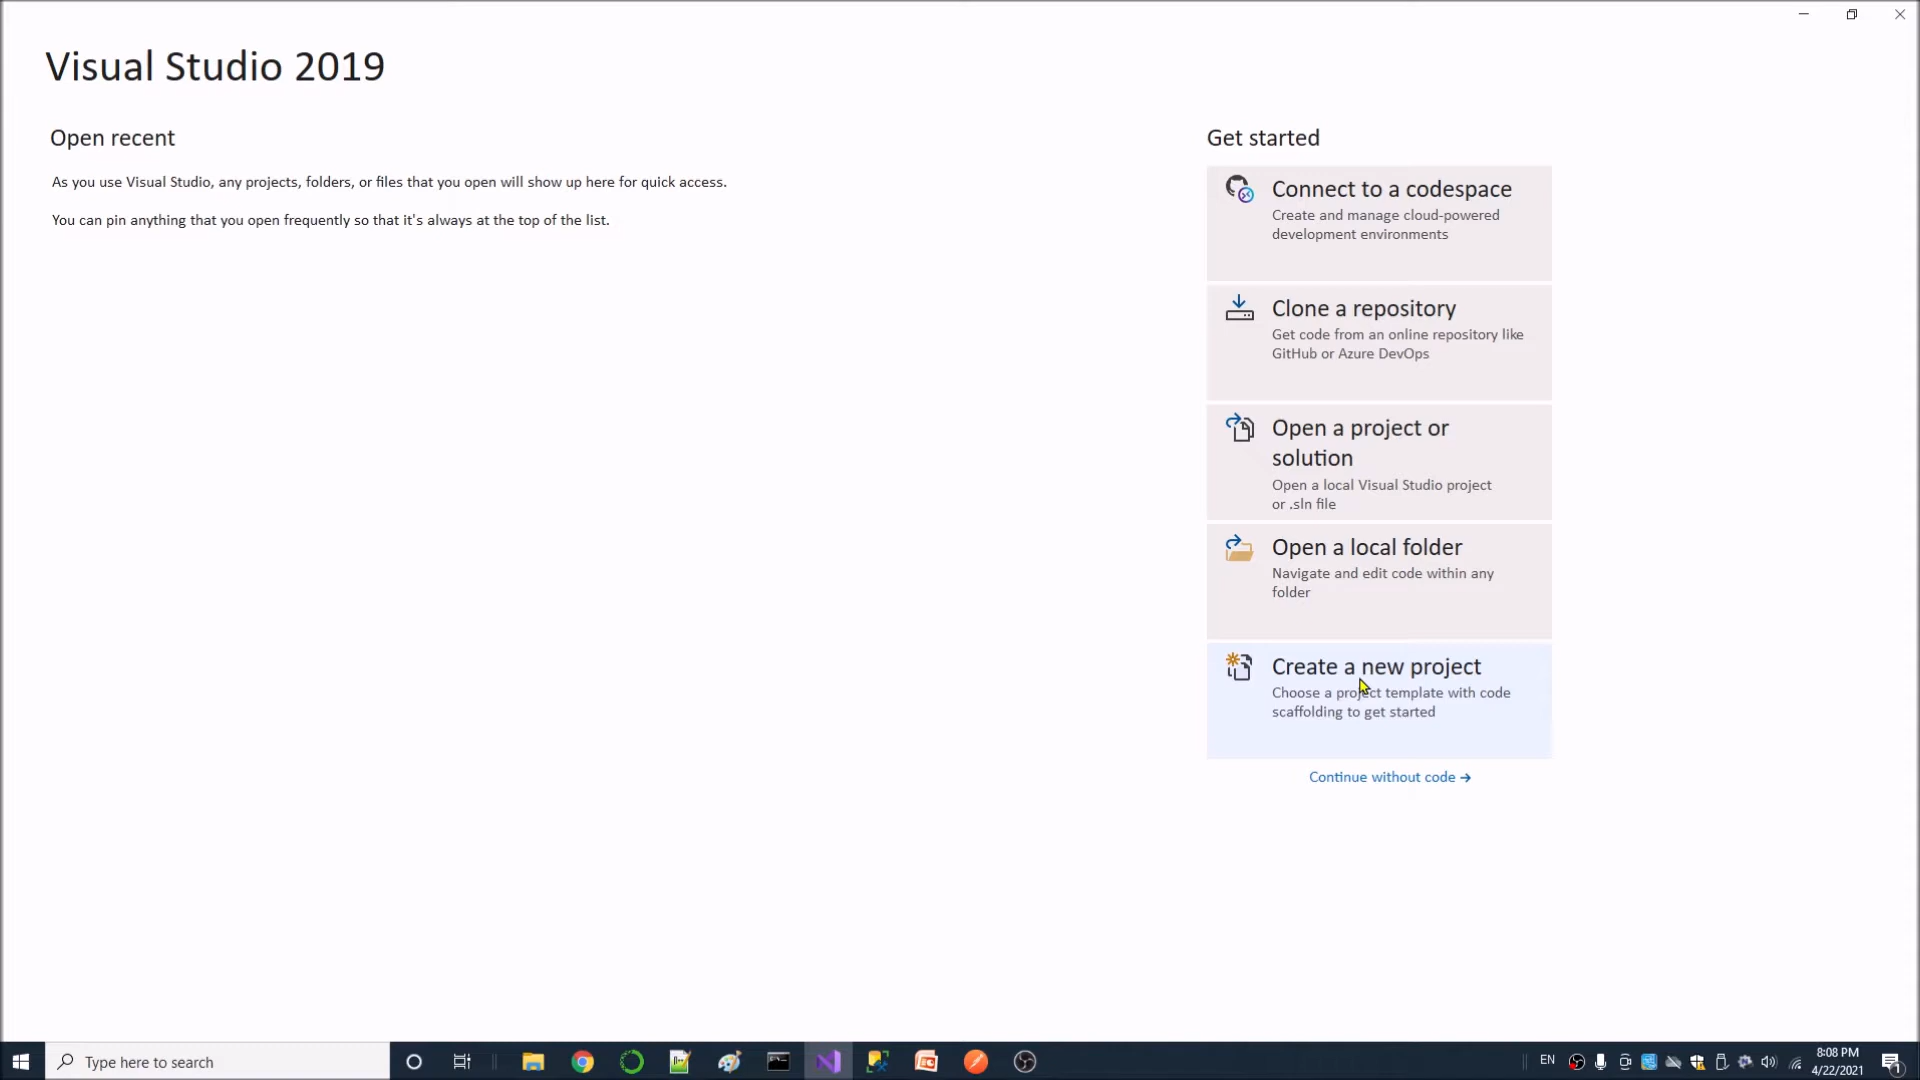 Visual Studio 2019
Open recent
As you use Visual Studio, any projects, folders, or files that you open will show up here for quick access.
You can pin anything that you open frequently so that it's always at the top of the list.
Get started
Connect to a codespace
Create and manage cloud-powered
development environments
Clone a repository
Get code from an online repository like
GitHub or Azure DevOps
Open a project or
solution
Open a local Visual Studio project
or .sln file
Open a local folder
Navigate and edit code within any
folder
Create a new project
Choose a project template with code
scaffolding to get started
Continue without code →
Type here to search
EN
8:08 PM
4/22/2021
1